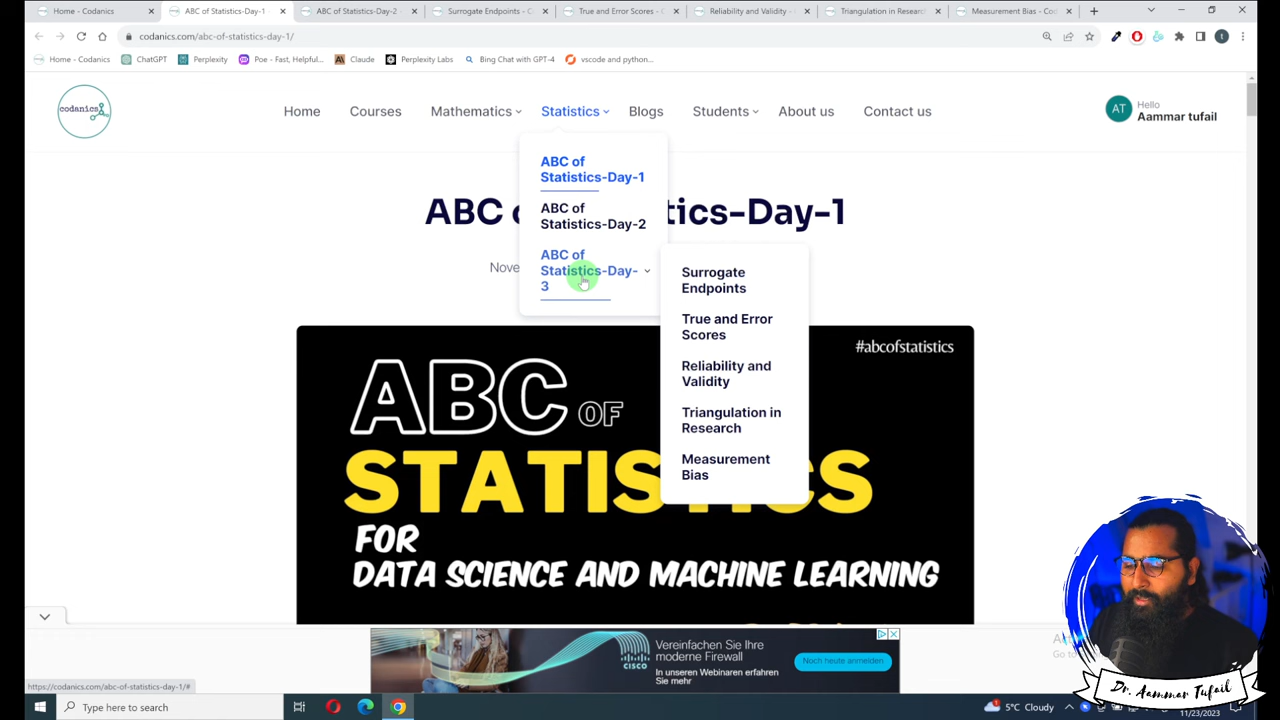 Home - Codanics
ABC of Statistics-Day-1
ABC of Statistics-Day-2
Surrogate Endpoints - C
True and Error Scores - C
Reliability and Validity - C
Triangulation in Researc
Measurement Bias - Co
codanics.com/abc-of-statistics-day-1/
Home - Codanics
ChatGPT
Perplexity
Poe - Fast, Helpful...
Claude
Perplexity Labs
Bing Chat with GPT-4
vscode and python...
codanics
Home
Courses
Mathematics
Statistics
Blogs
Students
About us
Contact us
AT
Hello
Aammar tufail
ABC of
Statistics-Day-1
ABC of
Statistics-Day-2
ABC of
Statistics-Day-
3
Surrogate
Endpoints
True and Error
Scores
Reliability and
Validity
Triangulation in
Research
Measurement
Bias
ABC o tics-Day-1
Nove
#abcofstatistics
ABC OF
STATISTICS
FOR
DATA SCIENCE AND MACHINE LEARNING
CISCO
Vereinfachen Sie Ihre
moderne Firewall
In unseren Webinaren erfahren
Sie mehr
Noch heute anmelden
Go to
https://codanics.com/abc-of-statistics-day-1/#
Type here to search
5°C Cloudy
11/23/2023
Dr. Aammar Tufail